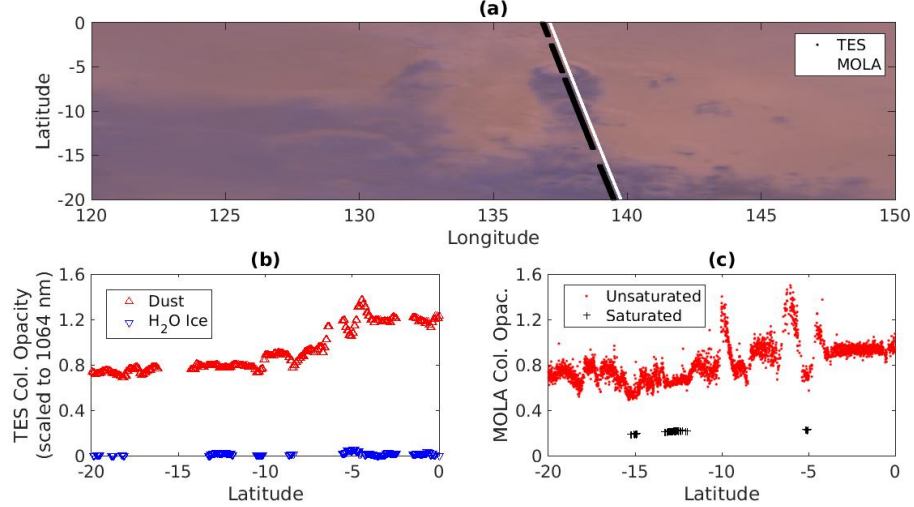 (a)
0
-5
-10
-15
-20
Latitude
TES
MOLA
120 125 130 135 140 145 150
Longitude
(b)
1.6
1.2
0.8
0.4
0
TES Col. Opacity
(scaled to 1064 nm)
Dust
H₂O Ice
-20 -15 -10 -5 0
Latitude
(c)
1.6
1.2
0.8
0.4
0
MOLA Col. Opac.
Unsaturated
Saturated
-20 -15 -10 -5 0
Latitude